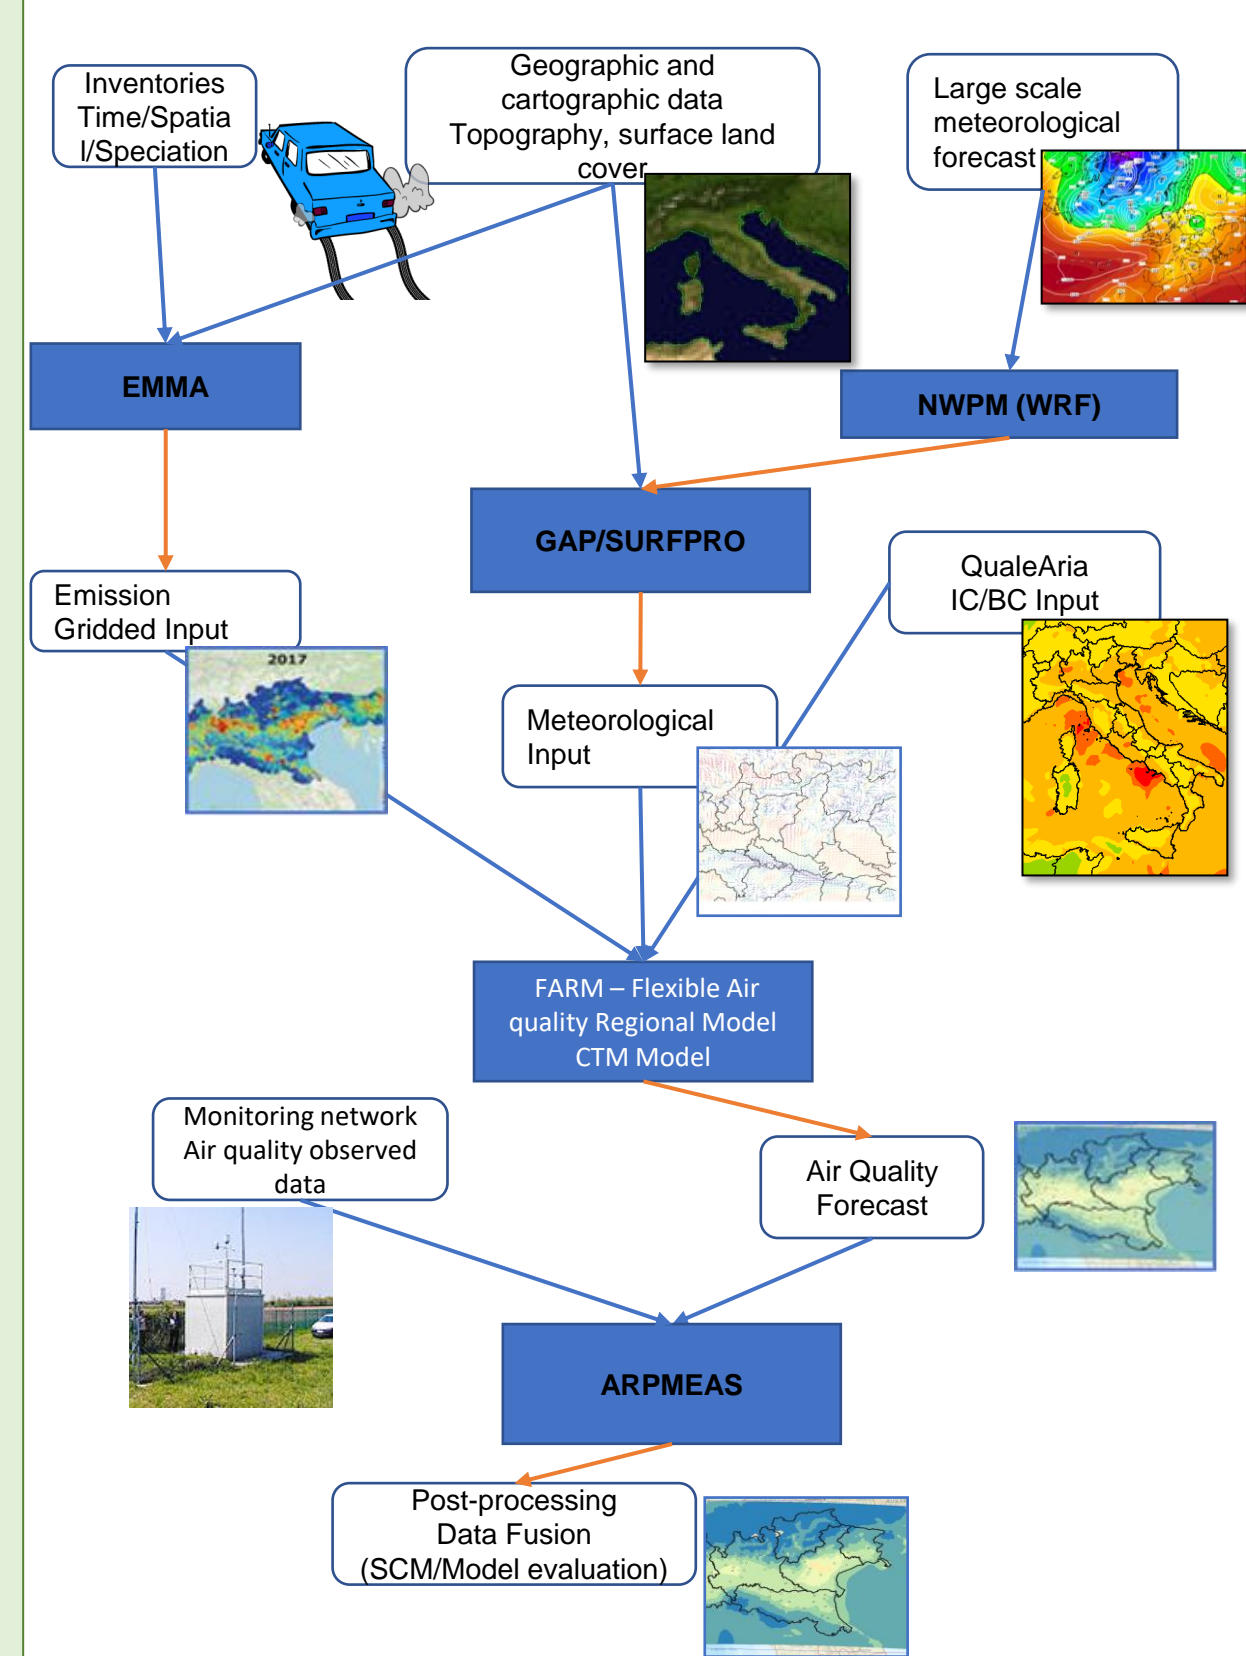 Inventories
Time/Spatia
l/Speciation
Geographic and
cartographic data
Topography, surface land
cover
Large scale
meteorological
forecast
EMMA
NWPM (WRF)
GAP/SURFPRO
QualeAria
IC/BC Input
Emission
Gridded Input
2017
Meteorological
Input
FARM – Flexible Air
quality Regional Model
CTM Model
Monitoring network
Air quality observed
data
Air Quality
Forecast
ARPMEAS
Post-processing
Data Fusion
(SCM/Model evaluation)